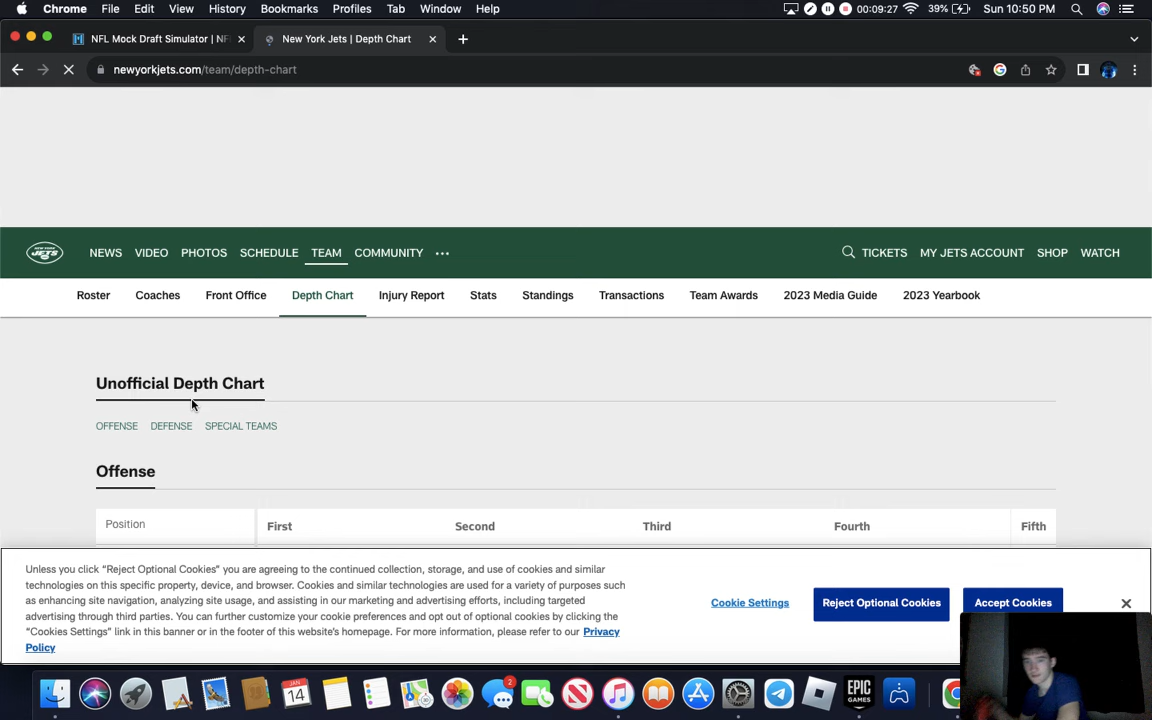 Chrome File Edit View History Bookmarks Profiles Tab Window Help 00:09:27 39% Sun 10:50 PM
NFL Mock Draft Simulator | NF New York Jets | Depth Chart
newyorkjets.com/team/depth-chart
NEW YORK JETS NEWS VIDEO PHOTOS SCHEDULE TEAM COMMUNITY ... TICKETS MY JETS ACCOUNT SHOP WATCH
Roster Coaches Front Office Depth Chart Injury Report Stats Standings Transactions Team Awards 2023 Media Guide 2023 Yearbook
Unofficial Depth Chart
OFFENSE DEFENSE SPECIAL TEAMS
Offense
Position First Second Third Fourth Fifth
Unless you click "Reject Optional Cookies" you are agreeing to the continued collection, storage, and use of cookies and similar
technologies on this specific property, device, and browser. Cookies and similar technologies are used for a variety of purposes such
as enhancing site navigation, analyzing site usage, and assisting in our marketing and advertising efforts, including targeted
advertising through third parties. You can further customize your cookie preferences and opt out of optional cookies by clicking the
"Cookies Settings" link in this banner or in the footer of this website's homepage. For more information, please refer to our Privacy
Policy
Cookie Settings Reject Optional Cookies Accept Cookies
JAN
14
2
EPIC
GAMES